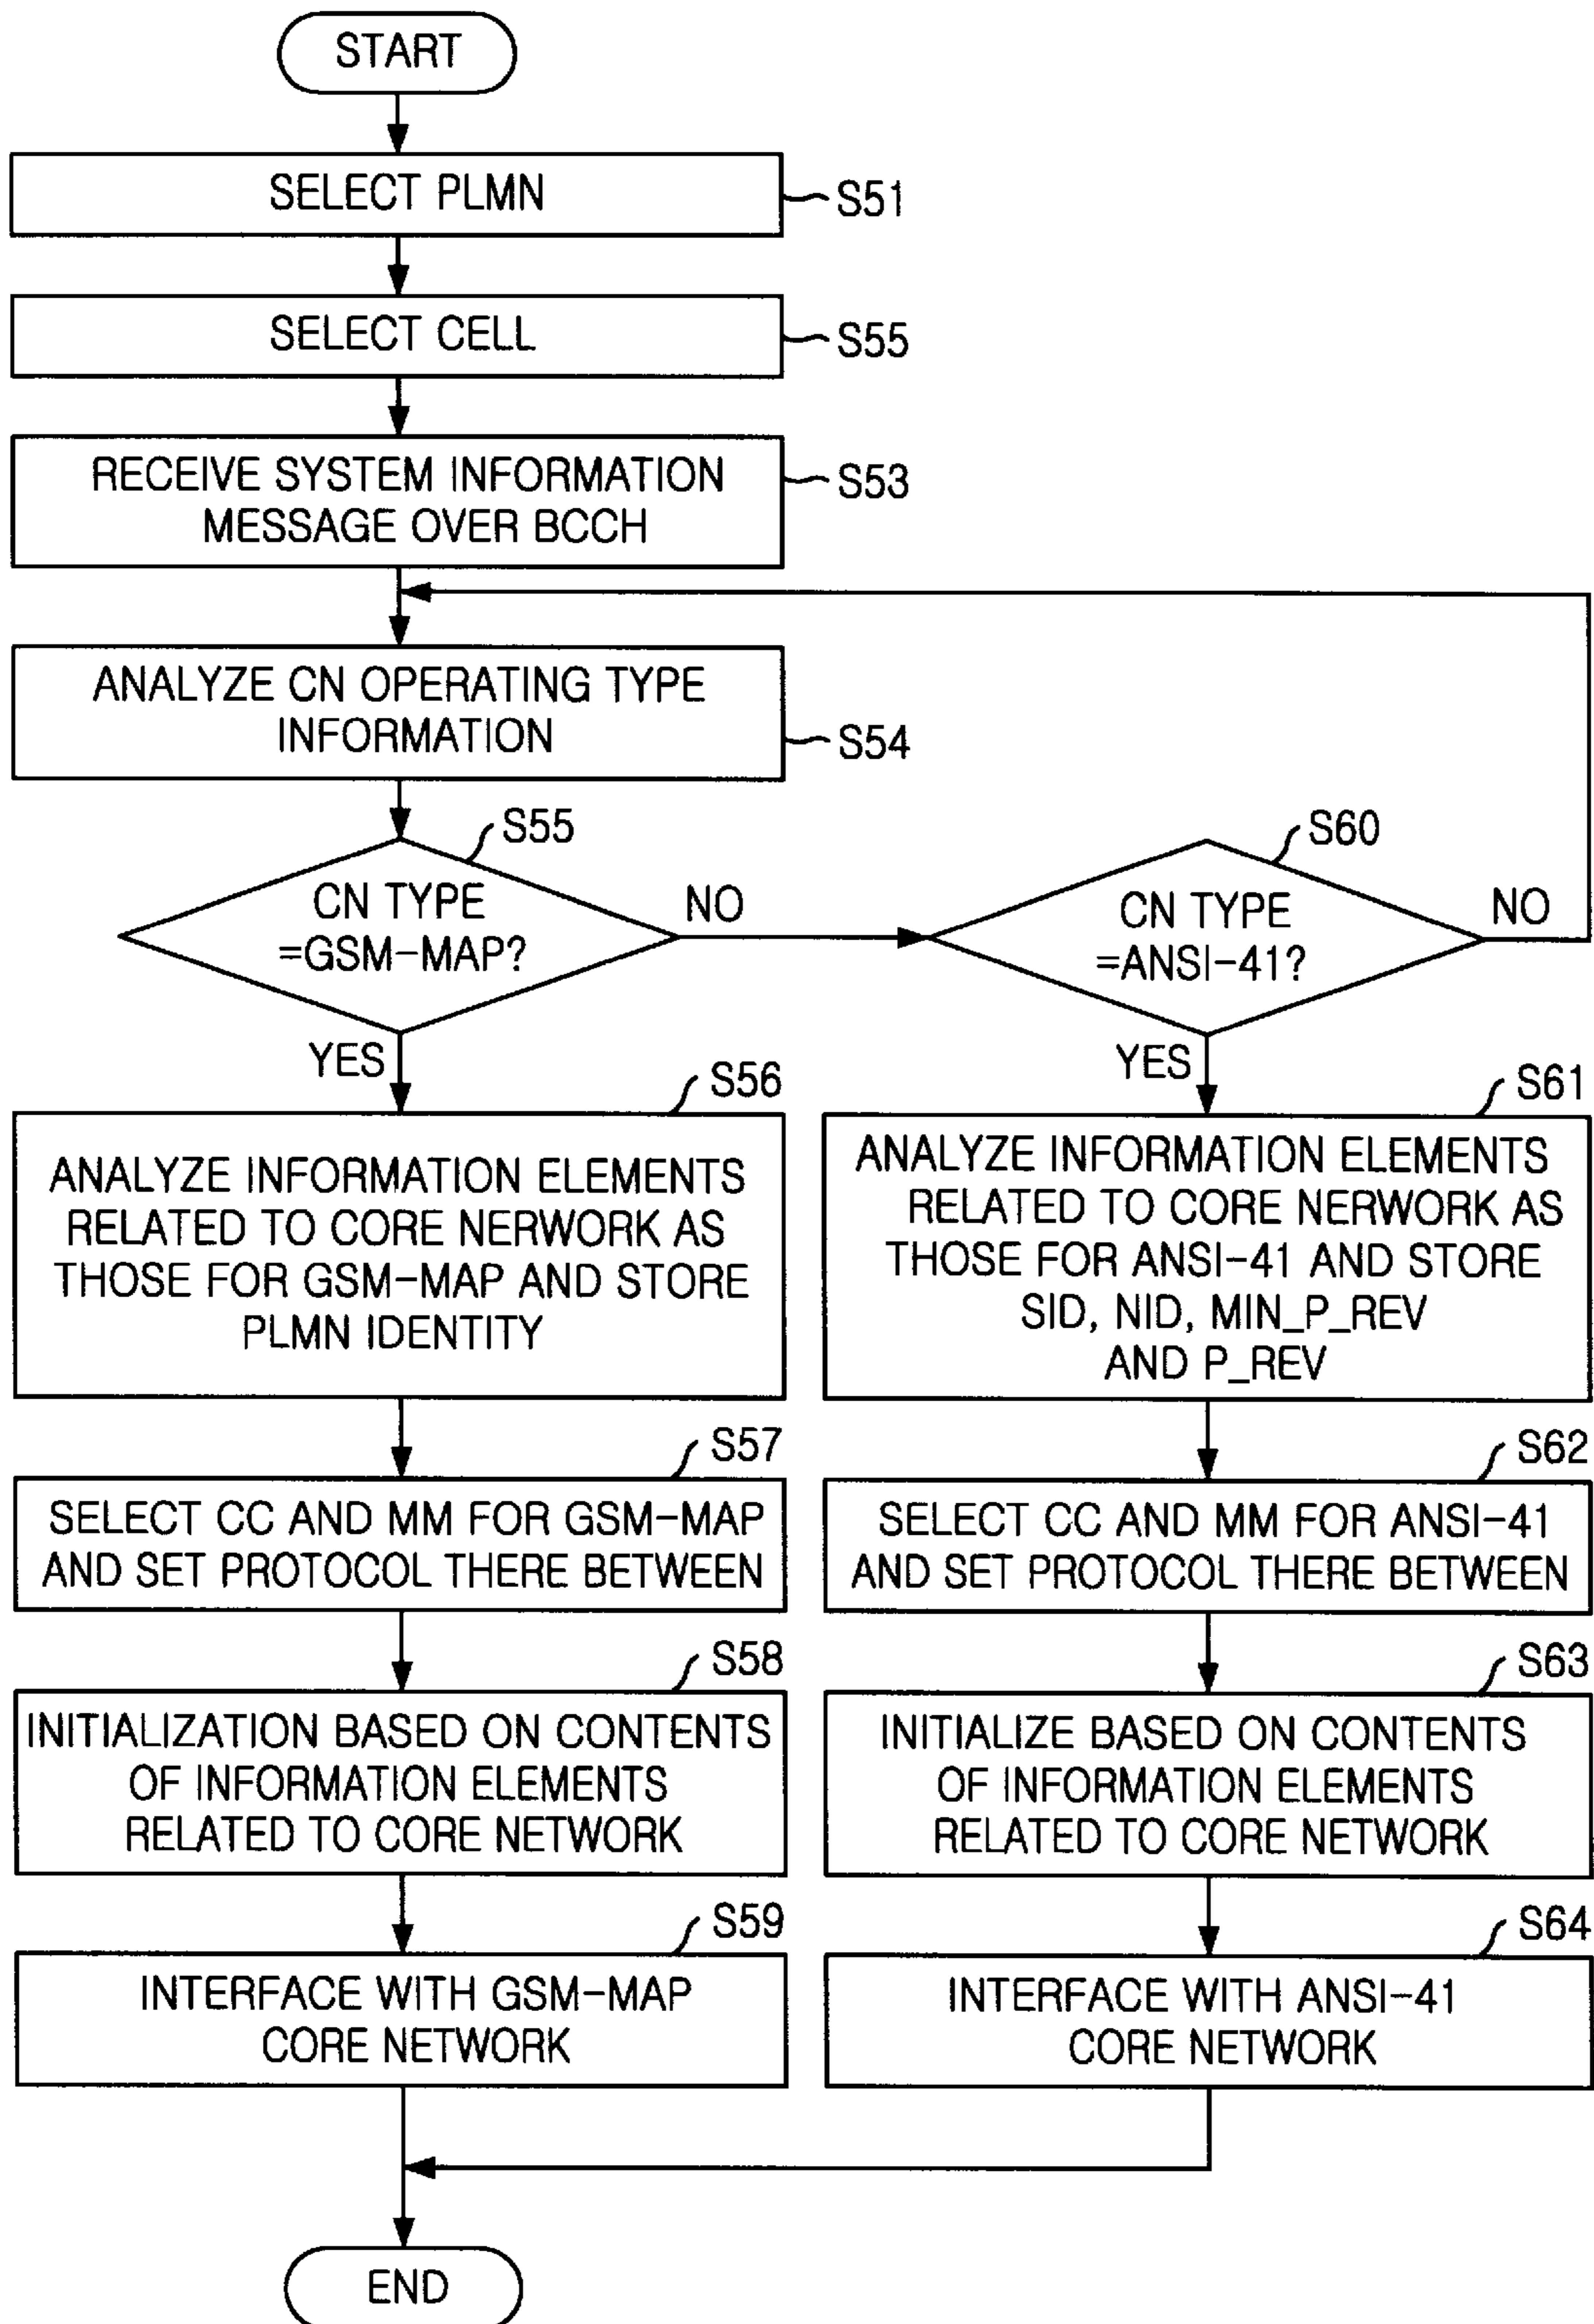 START
SELECT PLMN
S51
SELECT CELL
S55
RECEIVE SYSTEM INFORMATION
MESSAGE OVER BCCH
S53
ANALYZE CN OPERATING TYPE
INFORMATION
S54
S55
CN TYPE
=GSM-MAP?
NO
YES
S60
CN TYPE
=ANSI-41?
NO
YES
S56
ANALYZE INFORMATION ELEMENTS
RELATED TO CORE NERWORK AS
THOSE FOR GSM-MAP AND STORE
PLMN IDENTITY
S61
ANALYZE INFORMATION ELEMENTS
RELATED TO CORE NERWORK AS
THOSE FOR ANSI-41 AND STORE
SID, NID, MIN_P_REV
AND P_REV
S57
SELECT CC AND MM FOR GSM-MAP
AND SET PROTOCOL THERE BETWEEN
S62
SELECT CC AND MM FOR ANSI-41
AND SET PROTOCOL THERE BETWEEN
S58
INITIALIZATION BASED ON CONTENTS
OF INFORMATION ELEMENTS
RELATED TO CORE NETWORK
S63
INITIALIZE BASED ON CONTENTS
OF INFORMATION ELEMENTS
RELATED TO CORE NETWORK
S59
INTERFACE WITH GSM-MAP
CORE NETWORK
S64
INTERFACE WITH ANSI-41
CORE NETWORK
END